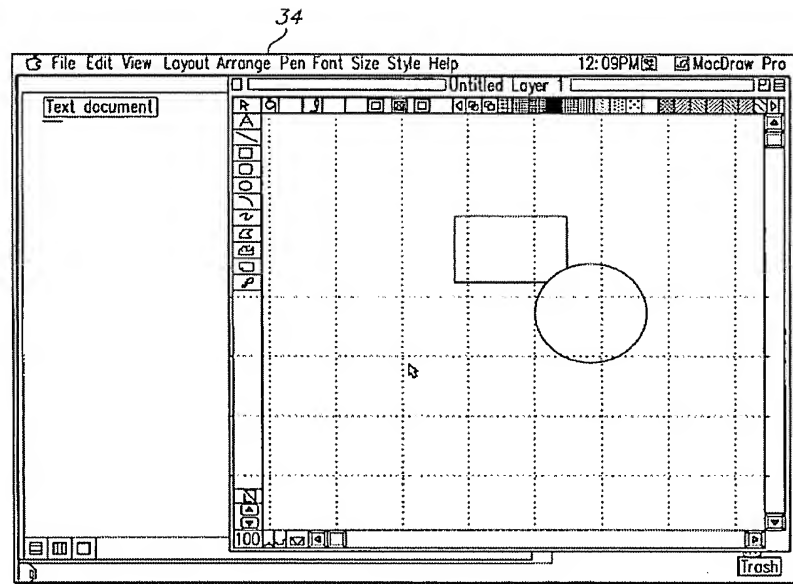 34
File Edit View Layout Arrange Pen Font Size Style Help 12:09PM MacDraw Pro
Untitled Layer 1
Text document
A
100
Trash